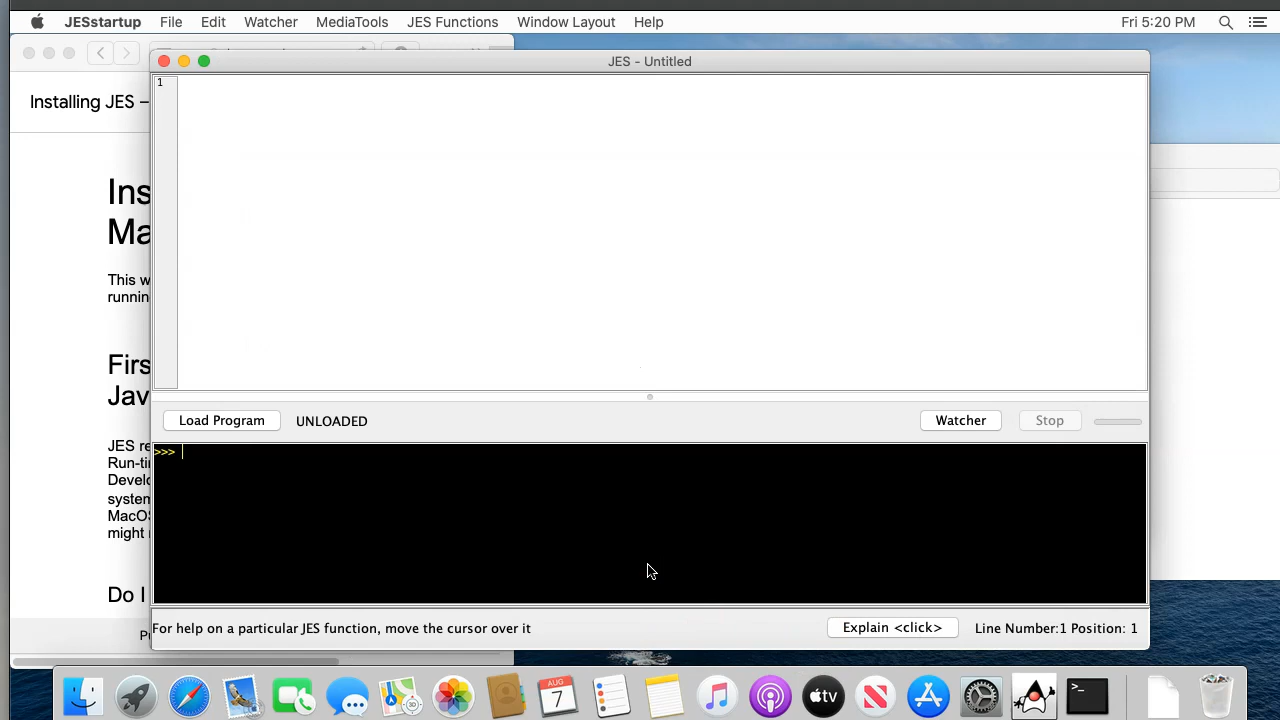 JESstartup File Edit Watcher MediaTools JES Functions Window Layout Help Fri 5:20 PM
JES - Untitled
Installing JES –
1
Ins
Ma
This w
running
Firs
Jav
Load Program UNLOADED Watcher Stop
JES re
Run-ti
Develo
system
MacOS
might
>>>
Do I
For help on a particular JES function, move the cursor over it Explain <click> Line Number:1 Position: 1
AUG
7
3D
tv
>_